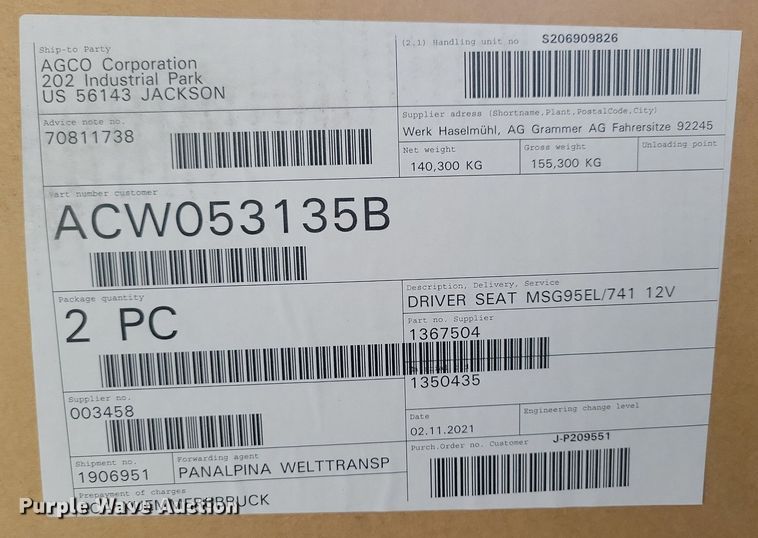 Ship-to Party
AGCO Corporation
202 Industrial Park
US 56143 JACKSON
(2.1) Handling unit no S206909826
Advice note no.
70811738
Supplier adress (Shortname,Plant,PostalCode,City)
Werk Haselmühl, AG Grammer AG Fahrersitze 92245
Net weight Gross weight Unloading point
140,300 KG 155,300 KG
Part number customer
ACW053135B
Package quantity
2 PC
Description, Delivery, Service
DRIVER SEAT MSG95EL/741 12V
Part no. Supplier
1367504
1350435
Supplier no.
003458
Date Engineering change level
02.11.2021
Purch.Order no. Customer J-P209551
Shipment no. Forwarding agent
1906951 PANALPINA WELTTRANSP
Prepayment of charges
Purple Wave Auction